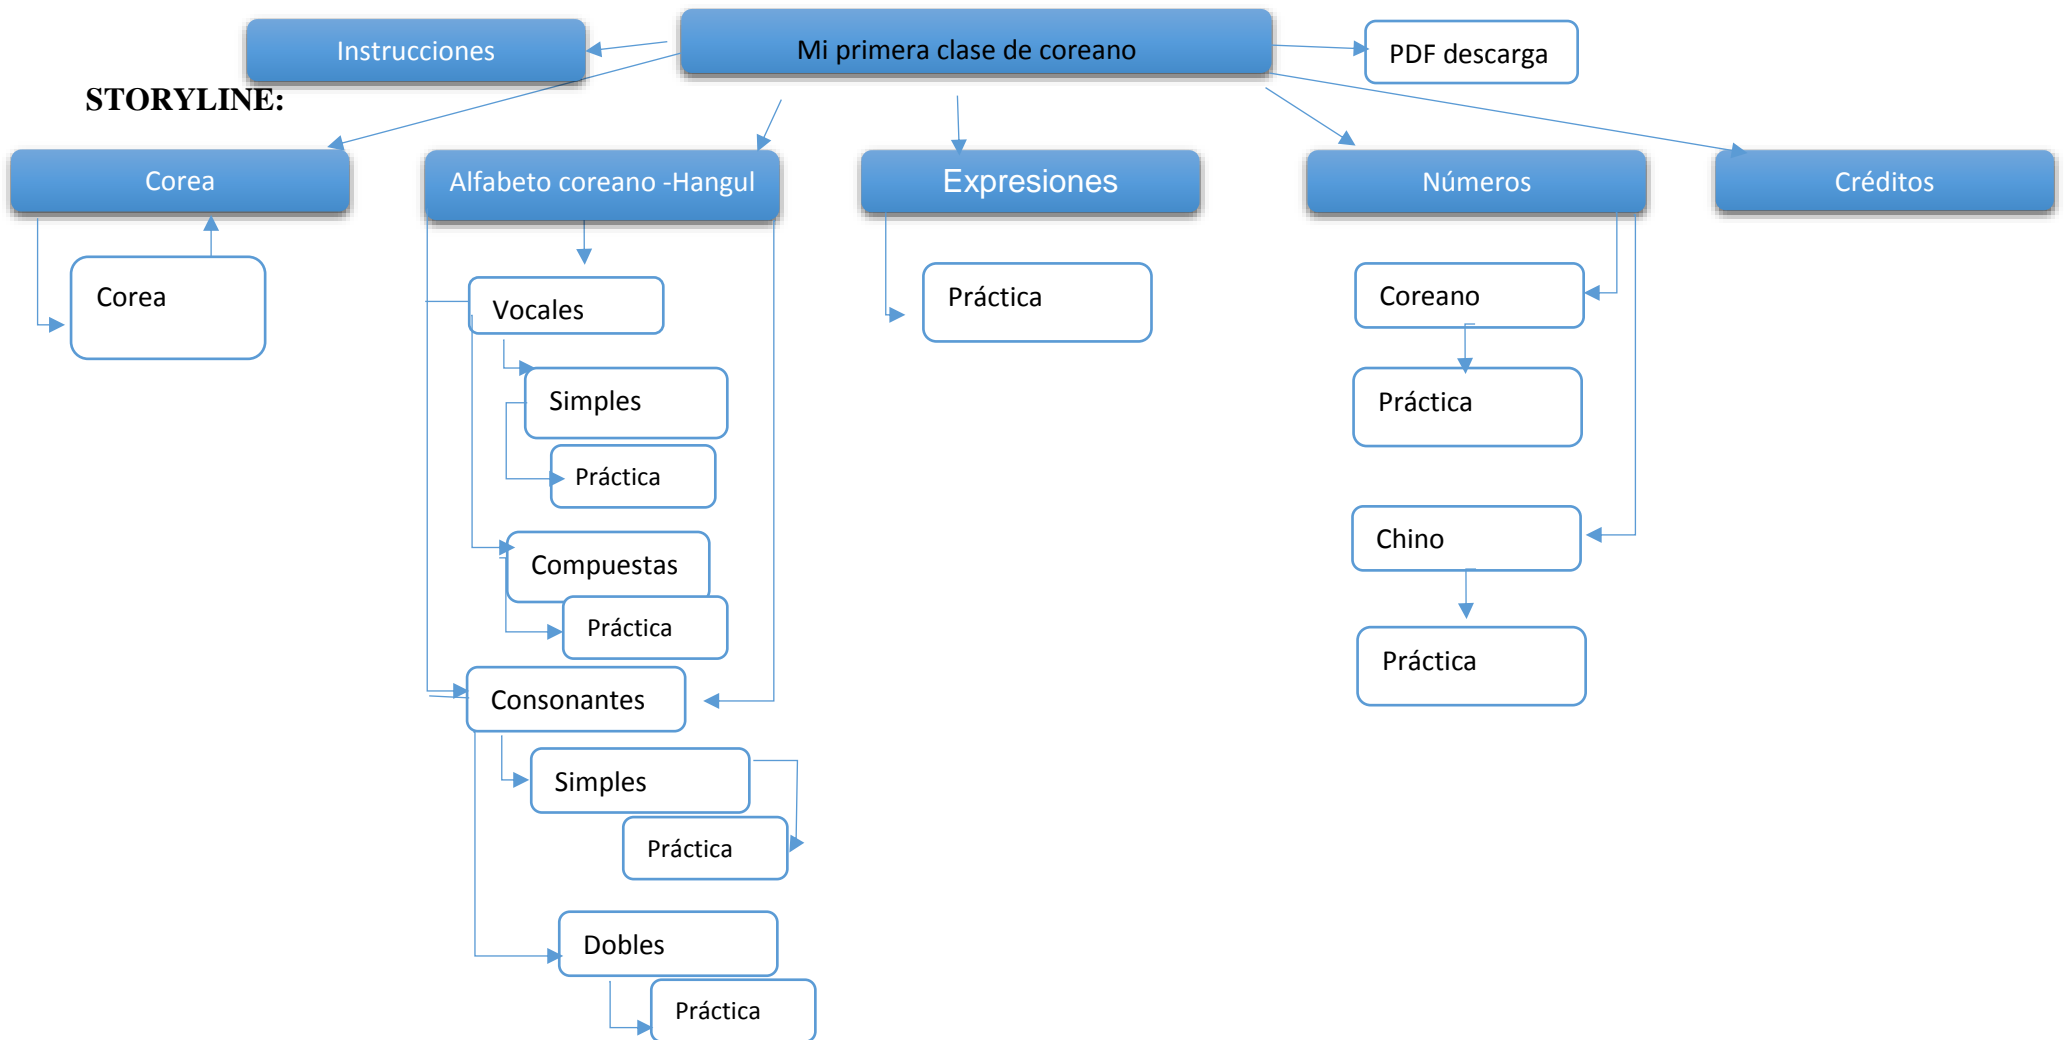 Instrucciones
Mi primera clase de coreano
PDF descarga
STORYLINE:
Corea
Alfabeto coreano -Hangul
Expresiones
Números
Créditos
Corea
Vocales
Simples
Práctica
Compuestas
Práctica
Consonantes
Simples
Práctica
Dobles
Práctica
Práctica
Coreano
Práctica
Chino
Práctica